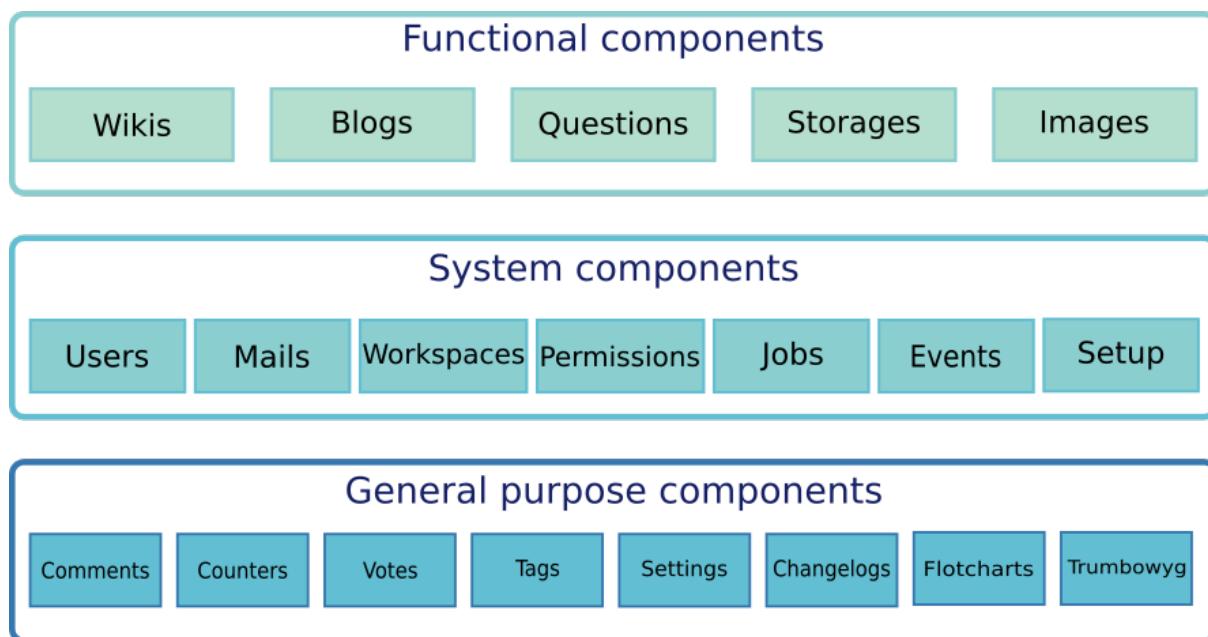 Functional components
Wikis
Blogs
Questions
Storages
Images
System components
Users
Mails
Workspaces
Permissions
Jobs
Events
Setup
General purpose components
Comments
Counters
Votes
Tags
Settings
Changelogs
Flotcharts
Trumbowyg